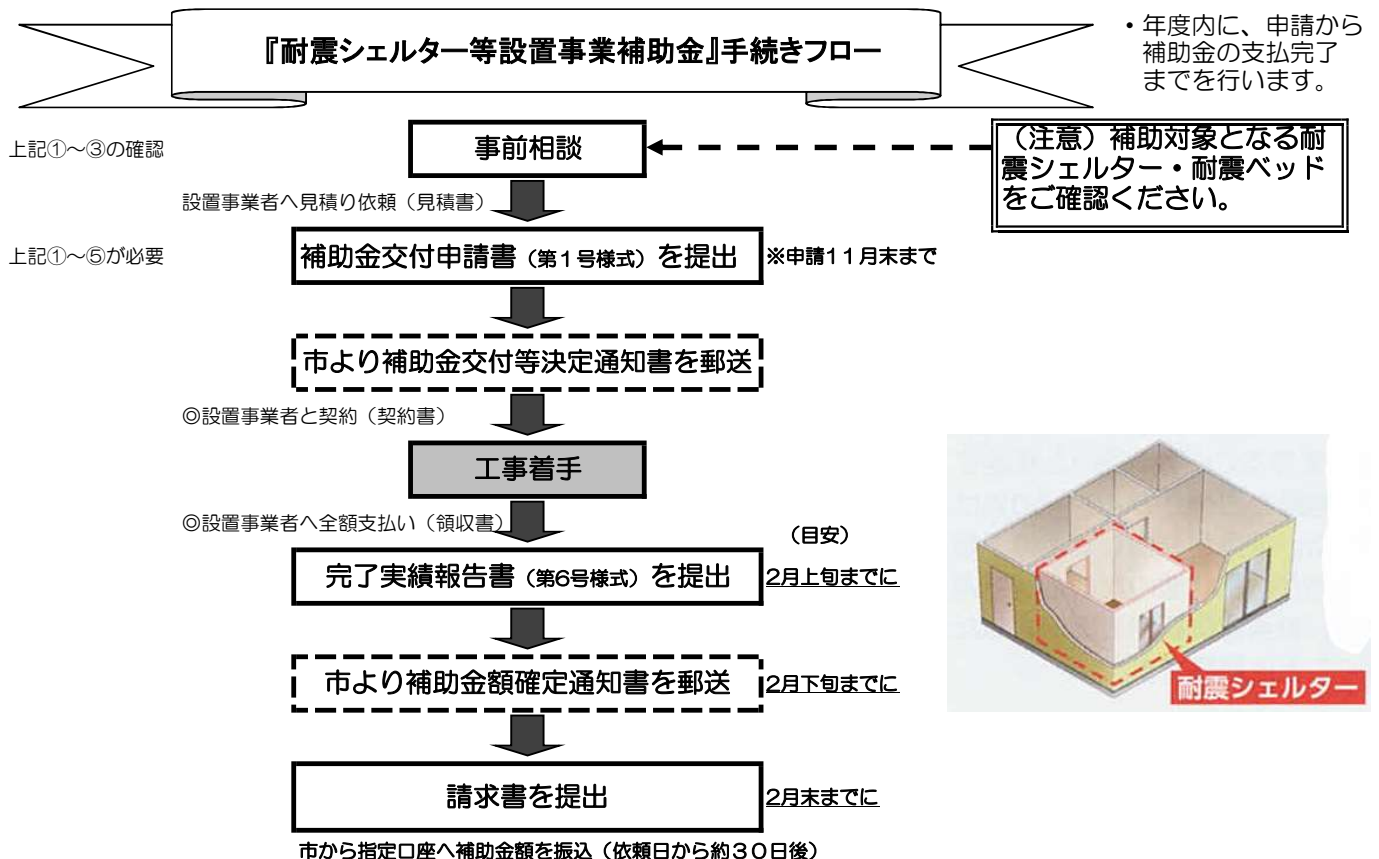 『耐震シェルター等設置事業補助金』手続きフロー
・年度内に、申請から
補助金の支払完了
までを行います。
上記①～③の確認
事前相談
（注意）補助対象となる耐
震シェルター・耐震ベッド
をご確認ください。
設置事業者へ見積り依頼（見積書）
上記①～⑤が必要
補助金交付申請書（第１号様式）を提出
※申請１１月末まで
市より補助金交付等決定通知書を郵送
◎設置事業者と契約（契約書）
工事着手
◎設置事業者へ全額支払い（領収書）
（目安）
完了実績報告書（第6号様式）を提出
2月上旬までに
市より補助金額確定通知書を郵送
2月下旬までに
耐震シェルター
請求書を提出
2月末までに
市から指定口座へ補助金額を振込（依頼日から約３０日後）